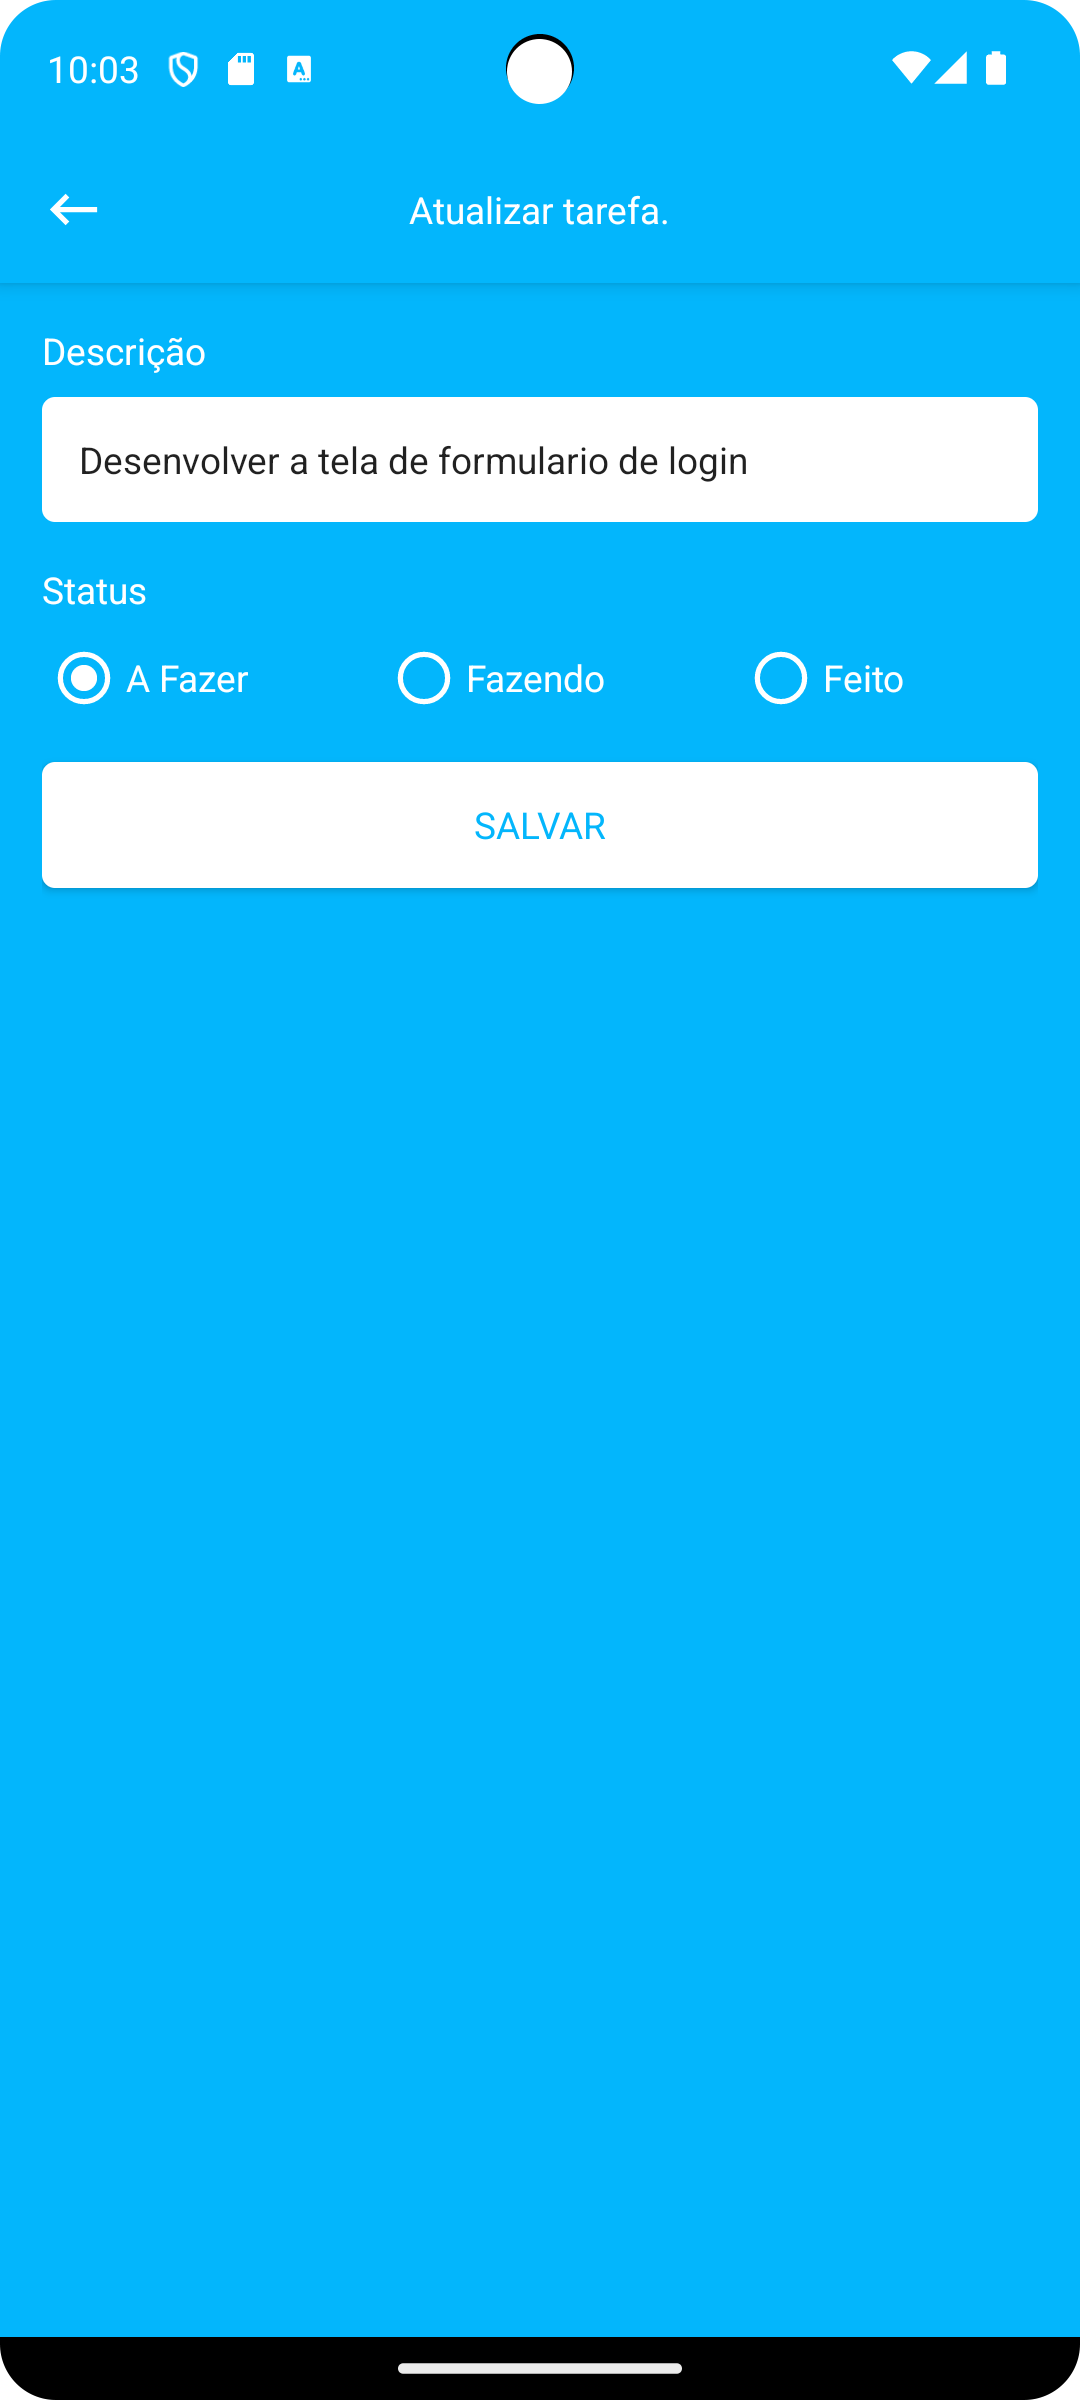 10:03
Atualizar tarefa.
Descrição
Desenvolver a tela de formulario de login
Status
A Fazer Fazendo Feito
SALVAR